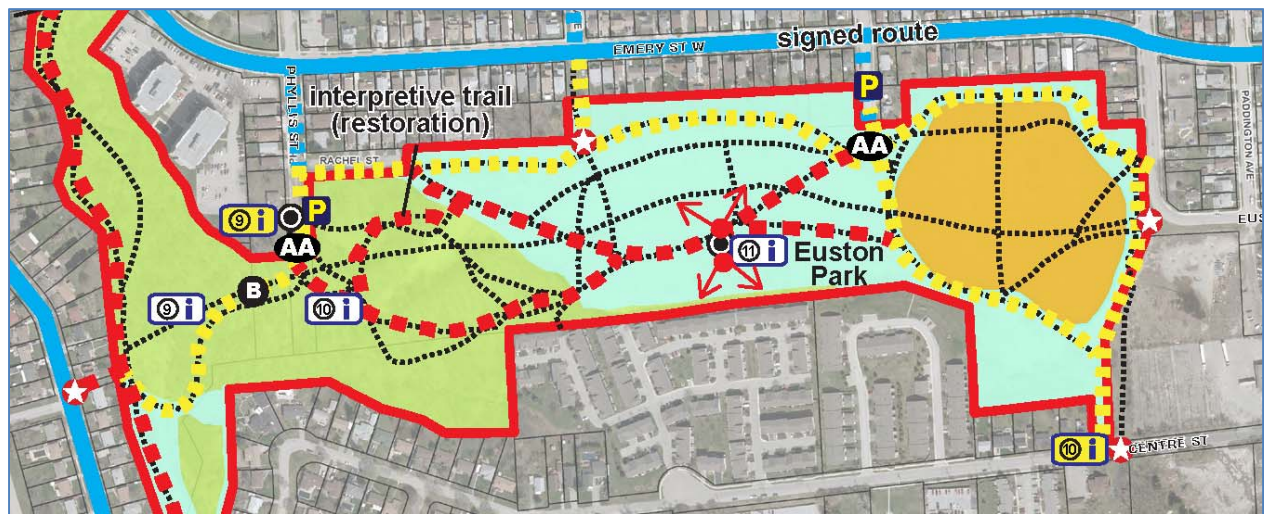 E
EMERY ST W
signed route
P
PHYLLIS ST
interpretive trail
(restoration)
RACHEL ST
PADDINGTON AVE
AA
9 i
P
AA
11 i
Euston
Park
EUS
B
9 i
10 i
10 i
CENTRE ST